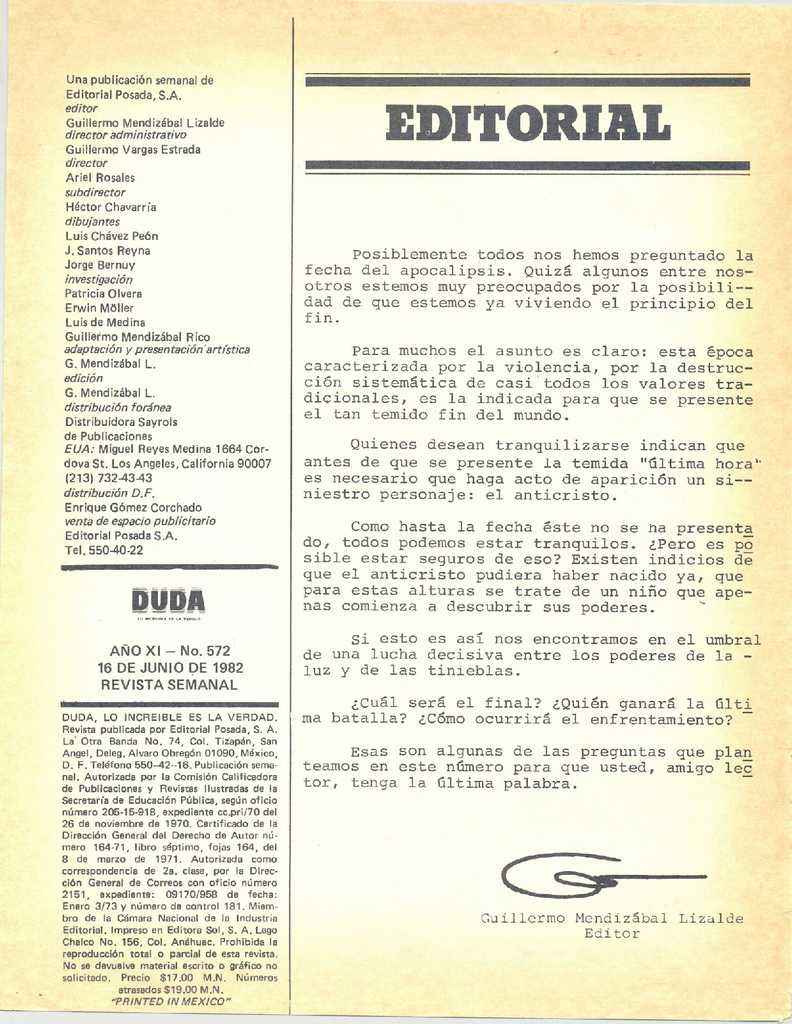 Una publicación semanal de
Editorial Posada, S.A.
editor
Guillermo Mendizábal Lizalde
director administrativo
Guillermo Vargas Estrada
director
Ariel Rosales
subdirector
Héctor Chavarría
dibujantes
Luis Chávez Peón
J. Santos Reyna
Jorge Bernuy
investigación
Patricia Olvera
Erwin Möller
Luis de Medina
Guillermo Mendizábal Rico
adaptación y presentación artística
G. Mendizábal L.
edición
G. Mendizábal L.
distribución foránea
Distribuidora Sayrols
de Publicaciones
EUA: Miguel Reyes Medina 1664 Cor-
dova St. Los Angeles, California 90007
(213) 732-43-43
distribución D.F.
Enrique Gómez Corchado
venta de espacio publicitario
Editorial Posada S.A.
Tel. 550-40-22
DUDA
LO INCREIBLE ES LA VERDAD
AÑO XI – No. 572
16 DE JUNIO DE 1982
REVISTA SEMANAL
DUDA, LO INCREIBLE ES LA VERDAD.
Revista publicada por Editorial Posada, S. A.
La Otra Banda No. 74, Col. Tizapán, San
Angel, Deleg. Alvaro Obregón 01090, México,
D. F. Teléfono 550-42--16. Publicación sema-
nal. Autorizada por la Comisión Calificadora
de Publicaciones y Revistas Ilustradas de la
Secretaría de Educación Pública, según oficio
número 205-15-918, expediente cc.pri/70 del
26 de noviembre de 1970. Certificado de la
Dirección General del Derecho de Autor nú-
mero 164-71, libro séptimo, fojas 164, del
8 de marzo de 1971. Autorizada como
correspondencia de 2a. clase, por la Direc-
ción General de Correos con oficio número
2151, expediente: 09170/958 de fecha:
Enero 3/73 y número de control 181. Miem-
bro de la Cámara Nacional de la Industria
Editorial. Impreso en Editora Sol, S. A. Lago
Chalco No. 156, Col. Anáhuac. Prohibida la
reproducción total o parcial de esta revista.
No se devuelve material escrito o gráfico no
solicitado. Precio $17.00 M.N. Números
atrasados $19.00 M.N.
"PRINTED IN MEXICO"
EDITORIAL
Posiblemente todos nos hemos preguntado la
fecha del apocalipsis. Quizá algunos entre nos-
otros estemos muy preocupados por la posibili--
dad de que estemos ya viviendo el principio del
fin.
Para muchos el asunto es claro: esta época
caracterizada por la violencia, por la destruc-
ción sistemática de casi todos los valores tra-
dicionales, es la indicada para que se presente
el tan temido fin del mundo.
Quienes desean tranquilizarse indican que
antes de que se presente la temida "última hora"
es necesario que haga acto de aparición un si--
niestro personaje: el anticristo.
Como hasta la fecha éste no se ha presenta
do, todos podemos estar tranquilos. ¿Pero es po
sible estar seguros de eso? Existen indicios de
que el anticristo pudiera haber nacido ya, que
para estas alturas se trate de un niño que ape-
nas comienza a descubrir sus poderes.
Si esto es así nos encontramos en el umbral
de una lucha decisiva entre los poderes de la -
luz y de las tinieblas.
¿Cuál será el final? ¿Quién ganará la últi
ma batalla? ¿Cómo ocurrirá el enfrentamiento?
Esas son algunas de las preguntas que plan
teamos en este número para que usted, amigo lec
tor, tenga la última palabra.
Guillermo Mendizábal Lizalde
Editor